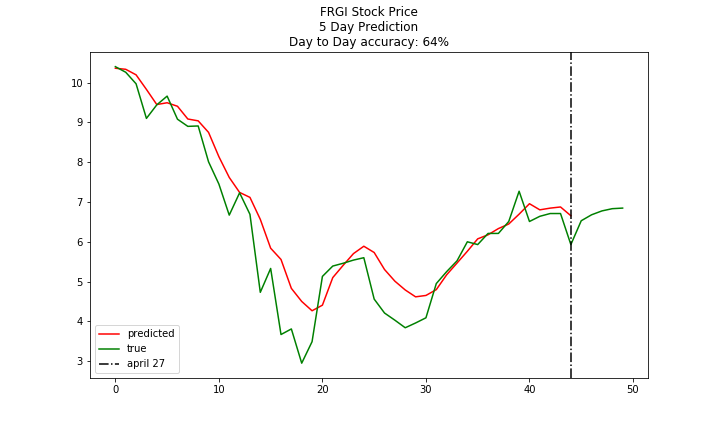 FRGI Stock Price
5 Day Prediction
Day to Day accuracy: 64%
10
9
8
7
6
5
4
3
predicted
true
april 27
0 10 20 30 40 50